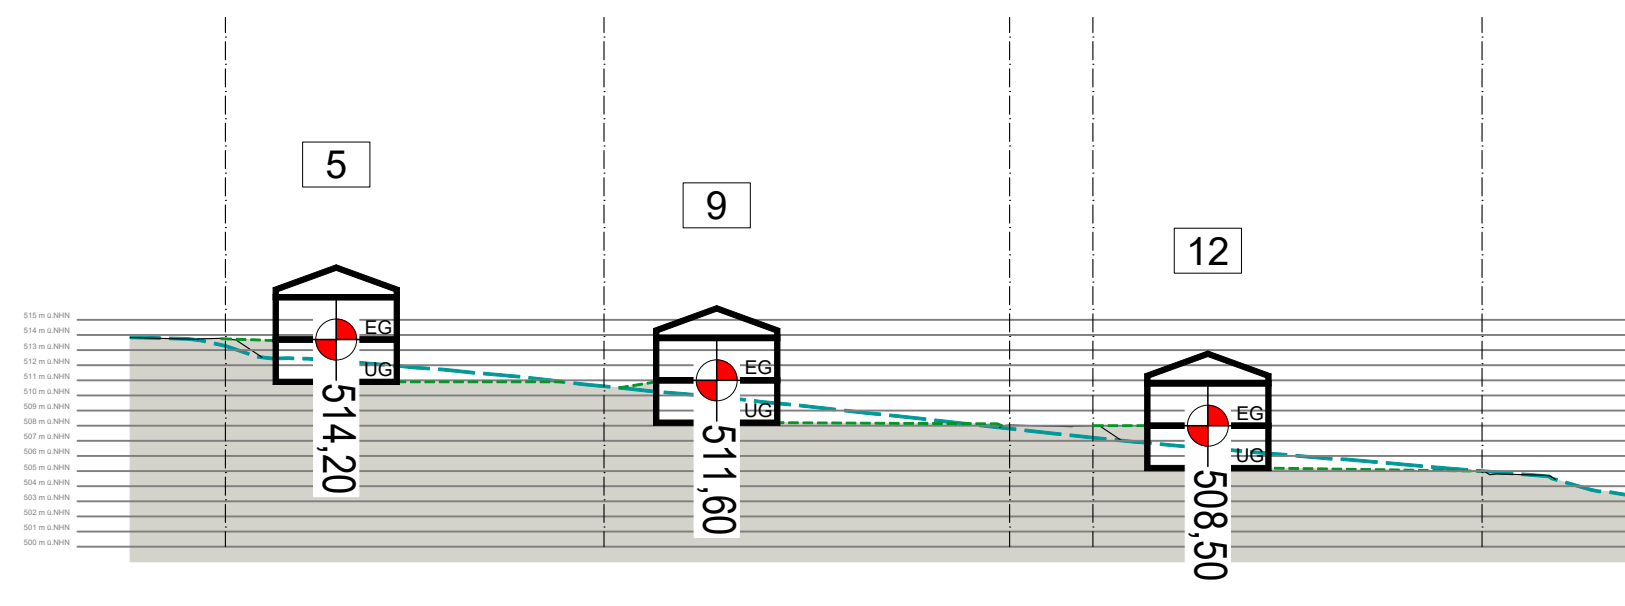 5
9
12
515 m ü.NHN
514 m ü.NHN
513 m ü.NHN
512 m ü.NHN
511 m ü.NHN
510 m ü.NHN
509 m ü.NHN
508 m ü.NHN
507 m ü.NHN
506 m ü.NHN
505 m ü.NHN
504 m ü.NHN
503 m ü.NHN
502 m ü.NHN
501 m ü.NHN
500 m ü.NHN
EG
UG
514,20
EG
UG
511,60
EG
UG
508,50